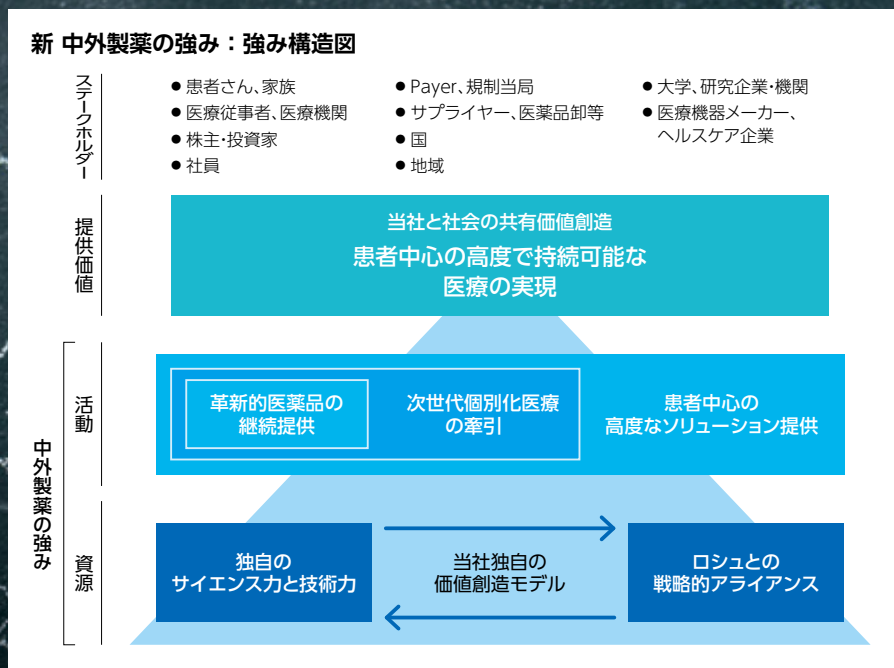 新 中外製薬の強み：強み構造図
ステークホルダー
● 患者さん、家族
● 医療従事者、医療機関
● 株主・投資家
● 社員
● Payer、規制当局
● サプライヤー、医薬品卸等
● 国
● 地域
● 大学、研究企業・機関
● 医療機器メーカー、
ヘルスケア企業
提供価値
当社と社会の共有価値創造
患者中心の高度で持続可能な
医療の実現
中外製薬の強み
活動
革新的医薬品の
継続提供
次世代個別化医療
の牽引
患者中心の
高度なソリューション提供
資源
独自の
サイエンス力と技術力
当社独自の
価値創造モデル
ロシュとの
戦略的アライアンス